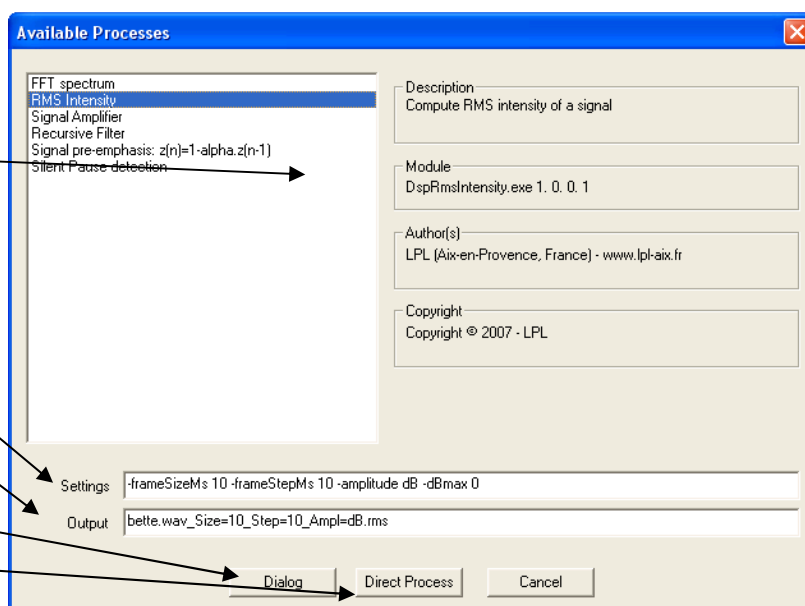 Available Processes
FFT spectrum
RMS Intensity
Signal Amplifier
Recursive Filter
Signal pre-emphasis: z(n)=1-alpha.z(n-1)
Silent Pause detection
Description
Compute RMS intensity of a signal
Module
DspRmsIntensity.exe 1. 0. 0. 1
Author(s)
LPL (Aix-en-Provence, France) - www.lpl-aix.fr
Copyright
Copyright © 2007 - LPL
Settings -frameSizeMs 10 -frameStepMs 10 -amplitude dB -dBmax 0
Output bette.wav_Size=10_Step=10_Ampl=dB.rms
Dialog Direct Process Cancel